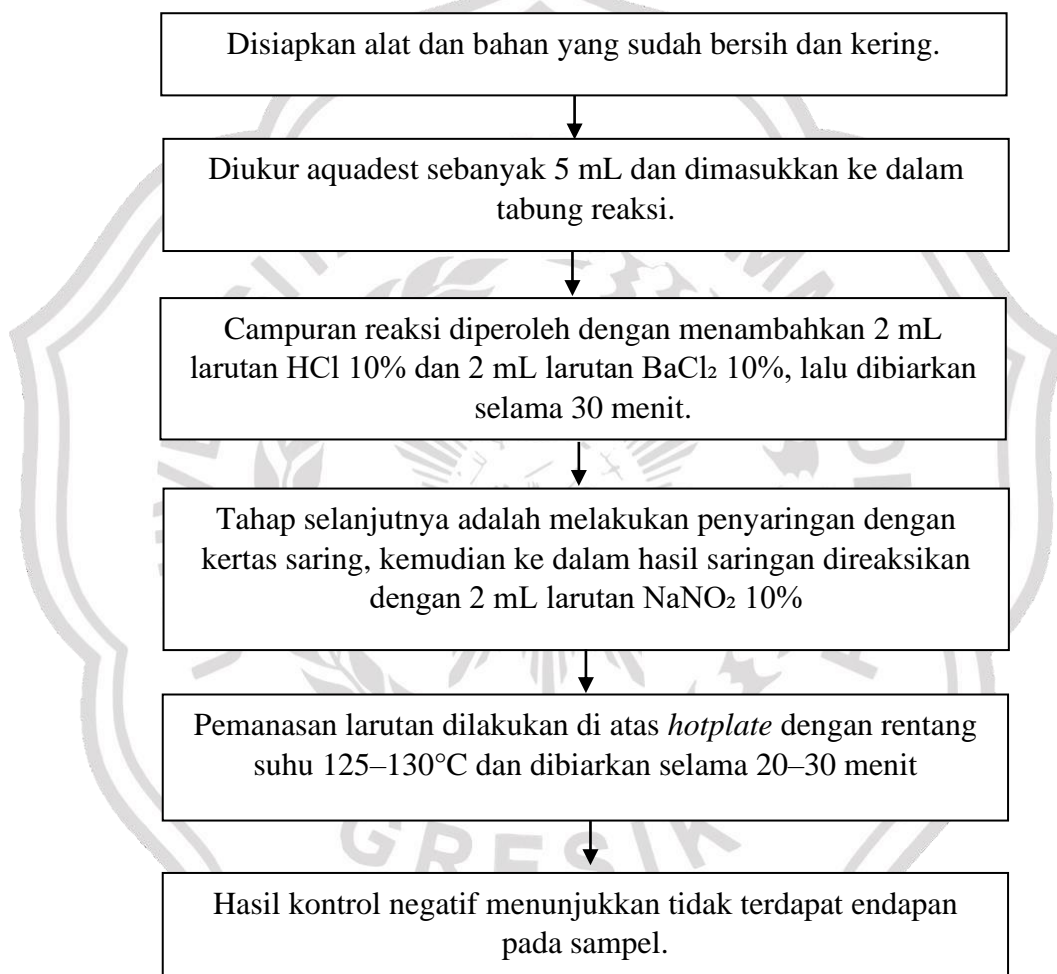 Disiapkan alat dan bahan yang sudah bersih dan kering.
Diukur aquadest sebanyak 5 mL dan dimasukkan ke dalam
tabung reaksi.
Campuran reaksi diperoleh dengan menambahkan 2 mL
larutan HCl 10% dan 2 mL larutan BaCl₂ 10%, lalu dibiarkan
selama 30 menit.
Tahap selanjutnya adalah melakukan penyaringan dengan
kertas saring, kemudian ke dalam hasil saringan direaksikan
dengan 2 mL larutan NaNO₂ 10%
Pemanasan larutan dilakukan di atas hotplate dengan rentang
suhu 125–130°C dan dibiarkan selama 20–30 menit
GRESIK
Hasil kontrol negatif menunjukkan tidak terdapat endapan
pada sampel.